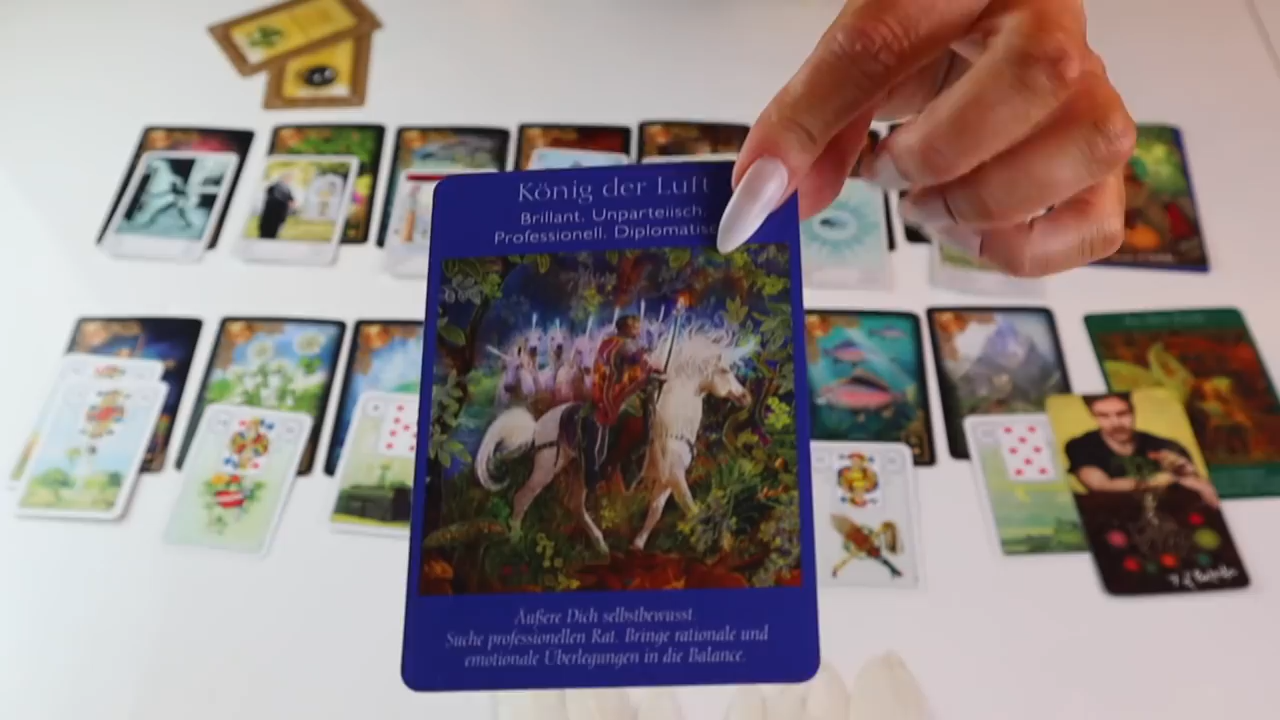 König der Luft
Brillant. Unparteiisch.
Professionell.
Äußere Dich selbstbewusst.
Suche professionellen Rat. Bringe rationale und
emotionale Überlegungen in die Balance.